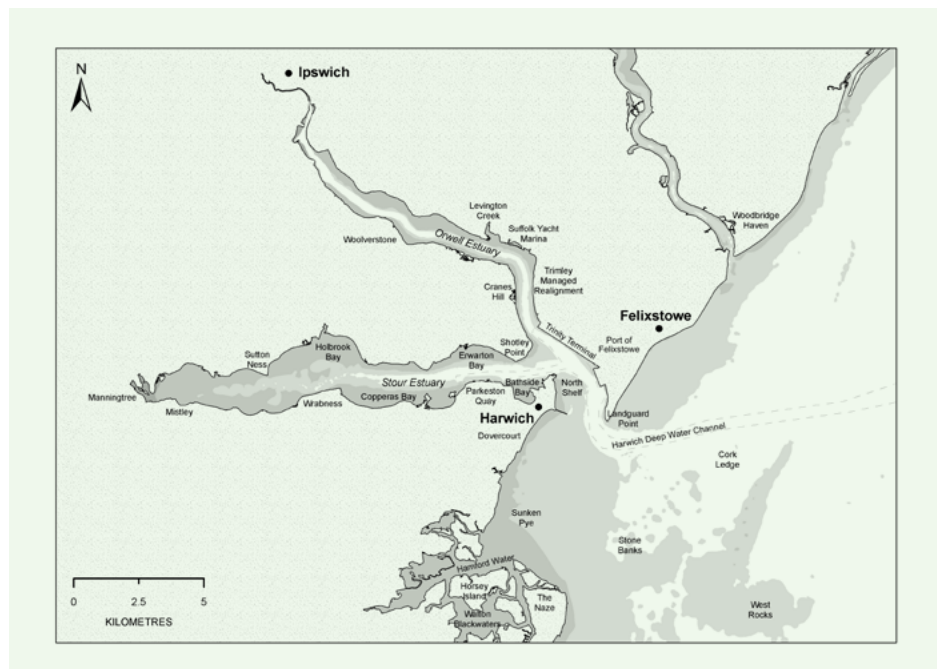 N
Ipswich
Woodbridge
Haven
Levington
Creek
Suffolk Yacht
Marina
Woolverstone
Orwell Estuary
Trimley
Managed
Realignment
Cranes
Hill
Felixstowe
Trinity Terminal
Port of
Felixstowe
Shotley
Point
Holbrook
Bay
Sutton
Ness
Erwarton
Bay
Stour Estuary
Manningtree
Mistley
Wrabness
Copperas Bay
Parkeston
Quay
Bathside
Bay
North
Shelf
Harwich
Dovercourt
Landguard
Point
Harwich Deep Water Channel
Cork
Ledge
Sunken
Pye
Stone
Banks
Hamford Water
Horsey
Island
The
Naze
Walton
Blackwaters
West
Rocks
0 2.5 5
KILOMETRES